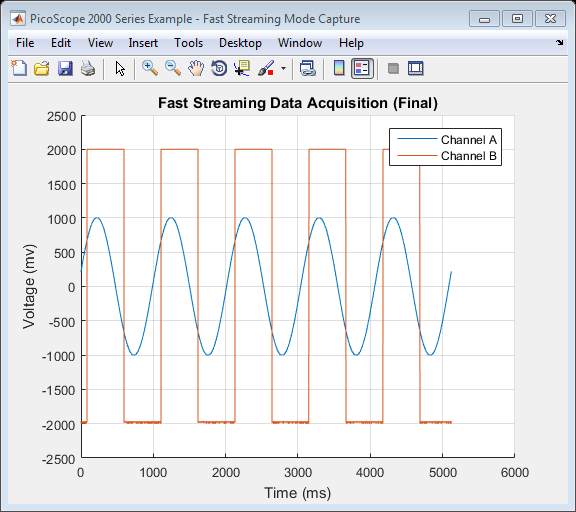 PicoScope 2000 Series Example - Fast Streaming Mode Capture
File Edit View Insert Tools Desktop Window Help
Fast Streaming Data Acquisition (Final)
2500
2000
1500
1000
500
0
-500
-1000
-1500
-2000
-2500
Voltage (mv)
Channel A
Channel B
0 1000 2000 3000 4000 5000 6000
Time (ms)